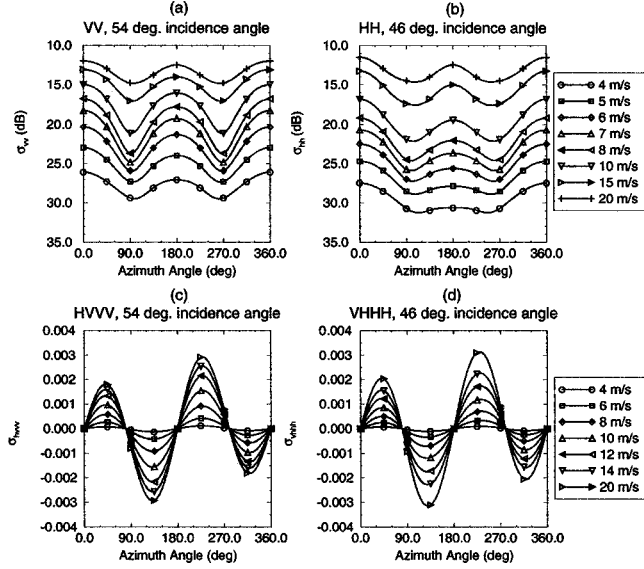 (a)
VV, 54 deg. incidence angle
10.0
15.0
20.0
25.0
30.0
35.0
σvv (dB)
0.0 90.0 180.0 270.0 360.0
Azimuth Angle (deg)
(b)
HH, 46 deg. incidence angle
10.0
15.0
20.0
25.0
30.0
35.0
σhh (dB)
0.0 90.0 180.0 270.0 360.0
Azimuth Angle (deg)
4 m/s
5 m/s
6 m/s
7 m/s
8 m/s
10 m/s
15 m/s
20 m/s
(c)
HVVV, 54 deg. incidence angle
0.004
0.003
0.002
0.001
0.000
-0.001
-0.002
-0.003
-0.004
σhvvv
0.0 90.0 180.0 270.0 360.0
Azimuth Angle (deg)
(d)
VHHH, 46 deg. incidence angle
0.004
0.003
0.002
0.001
0.000
-0.001
-0.002
-0.003
-0.004
σvhhh
0.0 90.0 180.0 270.0 360.0
Azimuth Angle (deg)
4 m/s
6 m/s
8 m/s
10 m/s
12 m/s
14 m/s
20 m/s